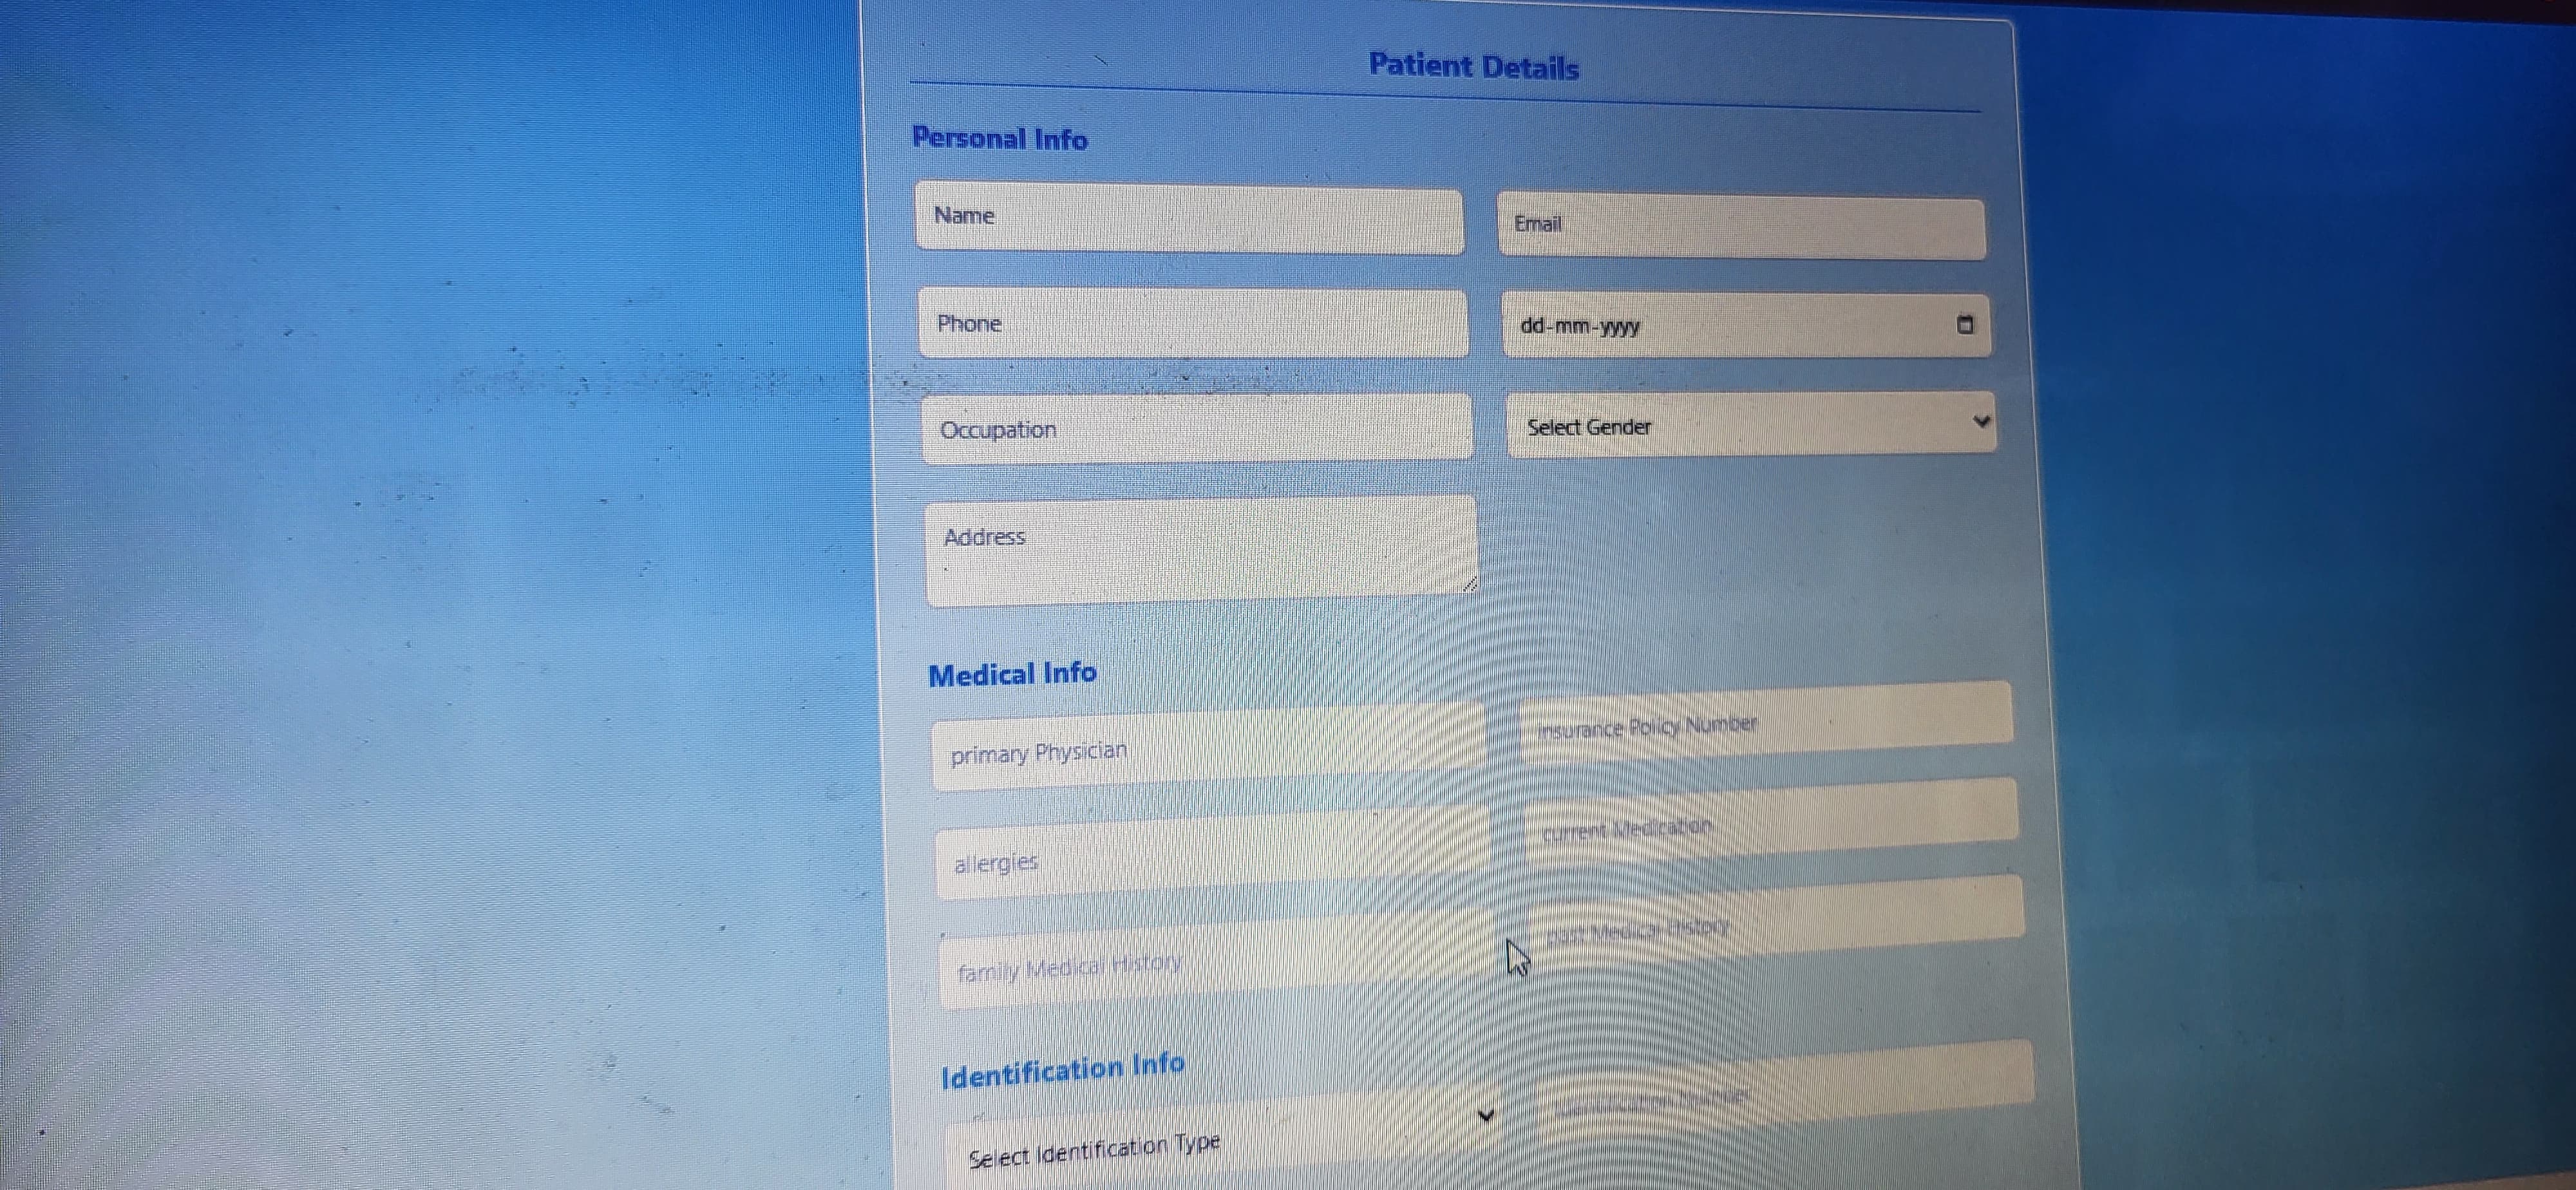 Patient Details
Personal Info
Name
Email
Phone
dd-mm-yyyy
Occupation
Select Gender
Address
Medical Info
primary Physician
insurance Policy Number
allergies
current Medication
family Medical History
past Medical History
Identification Info
Select Identification Type